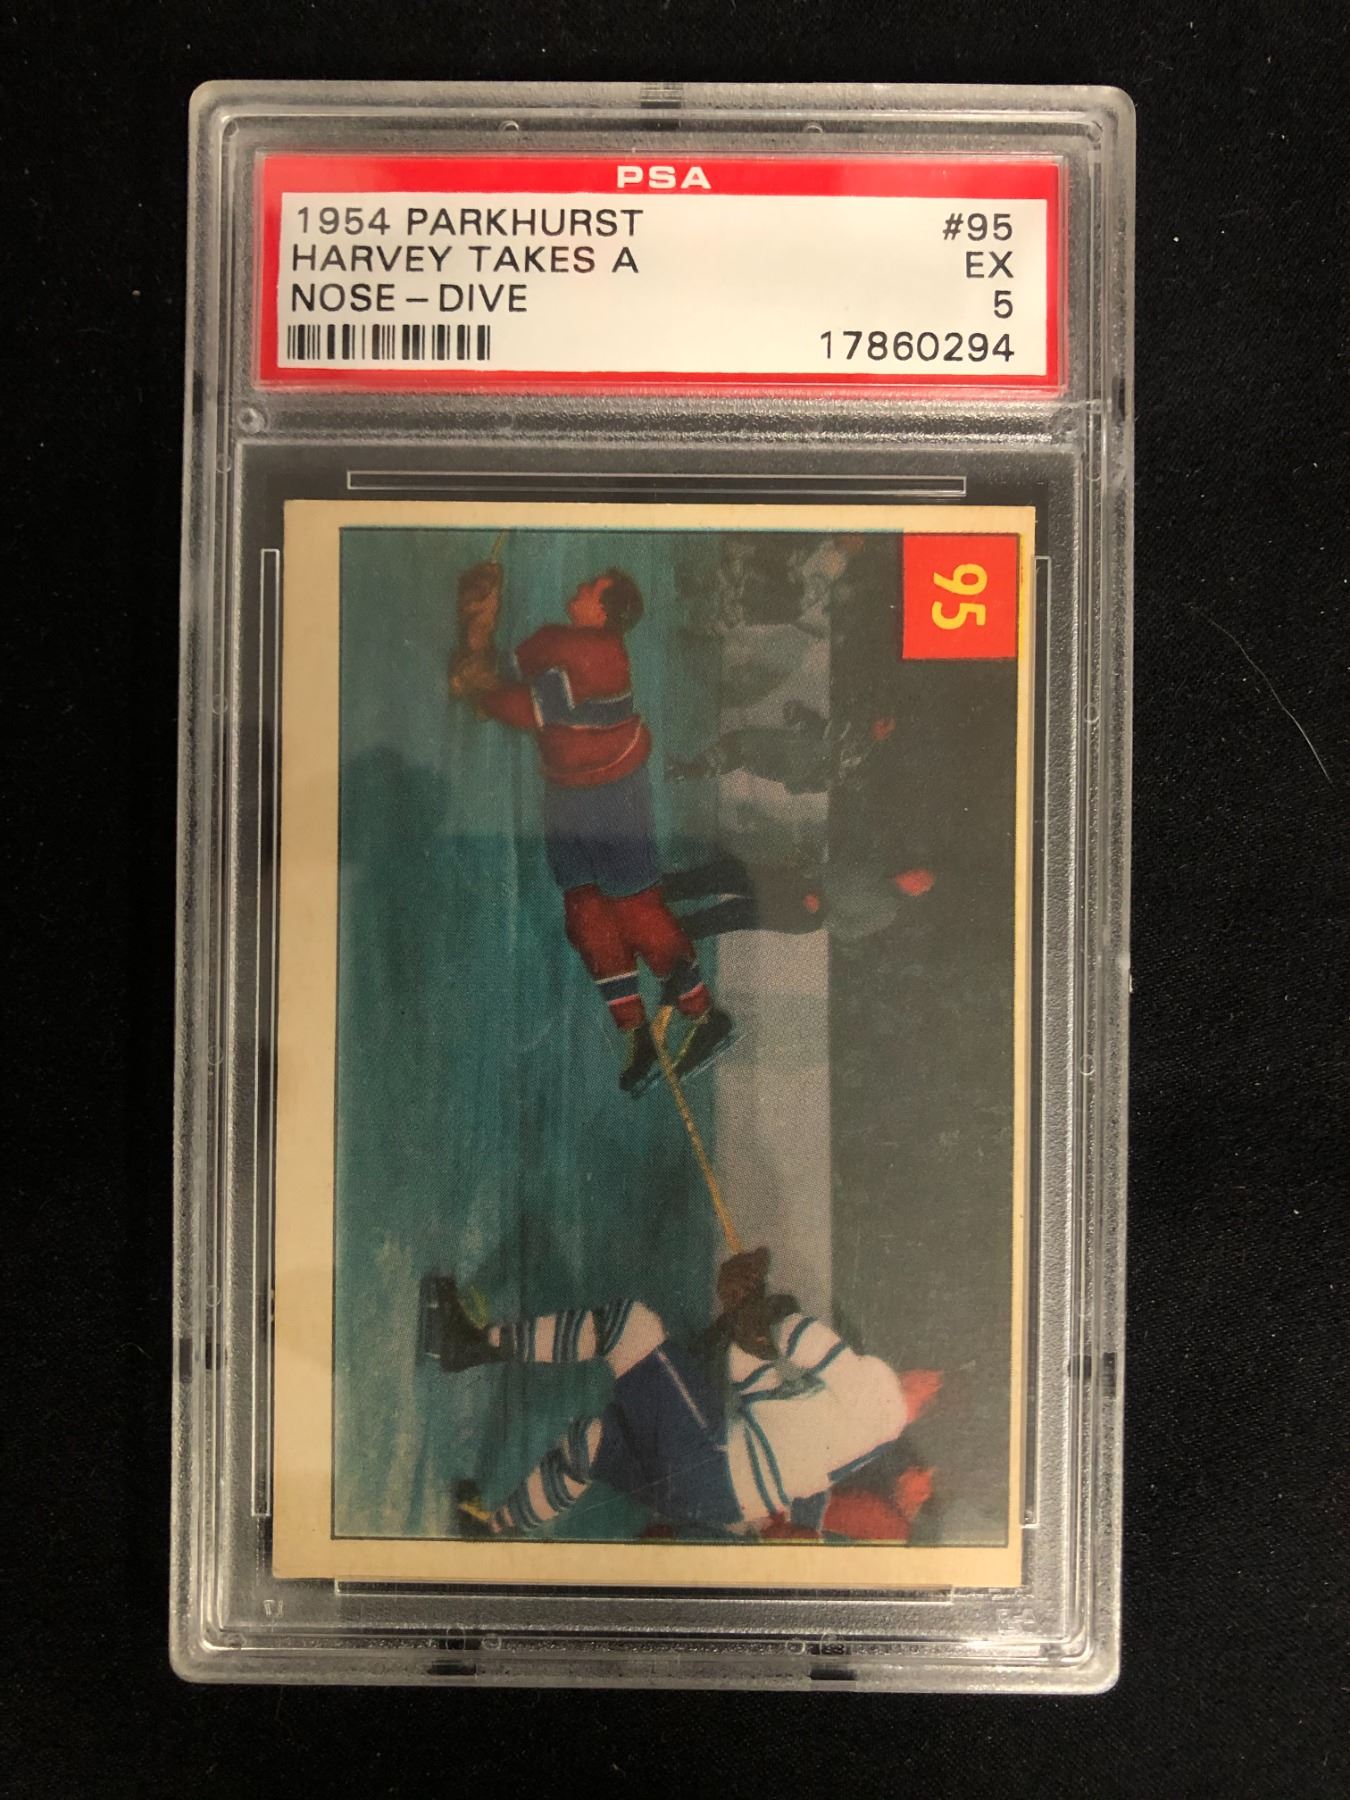 PSA
1954 PARKHURST #95
HARVEY TAKES A EX
NOSE-DIVE 5
17860294
95